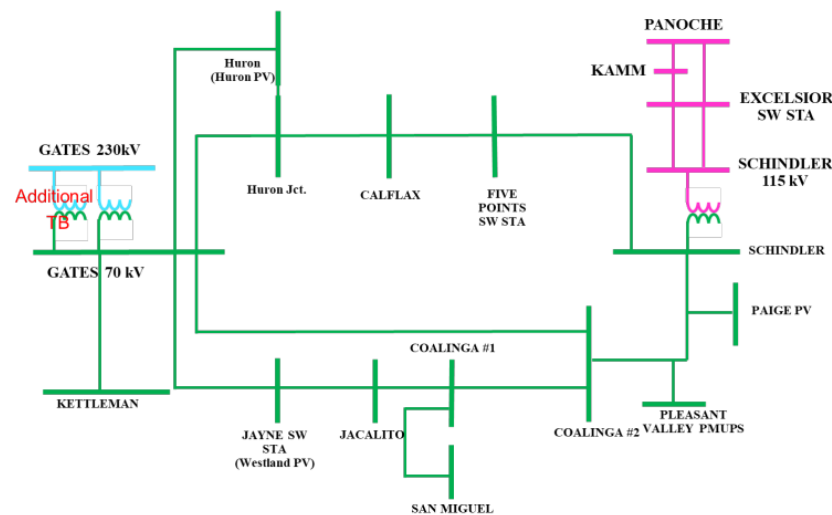 PANOCHE
Huron
(Huron PV)
KAMM
EXCELSIOR
SW STA
GATES 230kV
SCHINDLER
115 kV
Additional
TB
Huron Jct.
CALFLAX
FIVE
POINTS
SW STA
GATES 70 kV
SCHINDLER
PAIGE PV
COALINGA #1
KETTLEMAN
JAYNE SW
STA
(Westland PV)
JACALITO
COALINGA #2
PLEASANT
VALLEY PMUPS
SAN MIGUEL